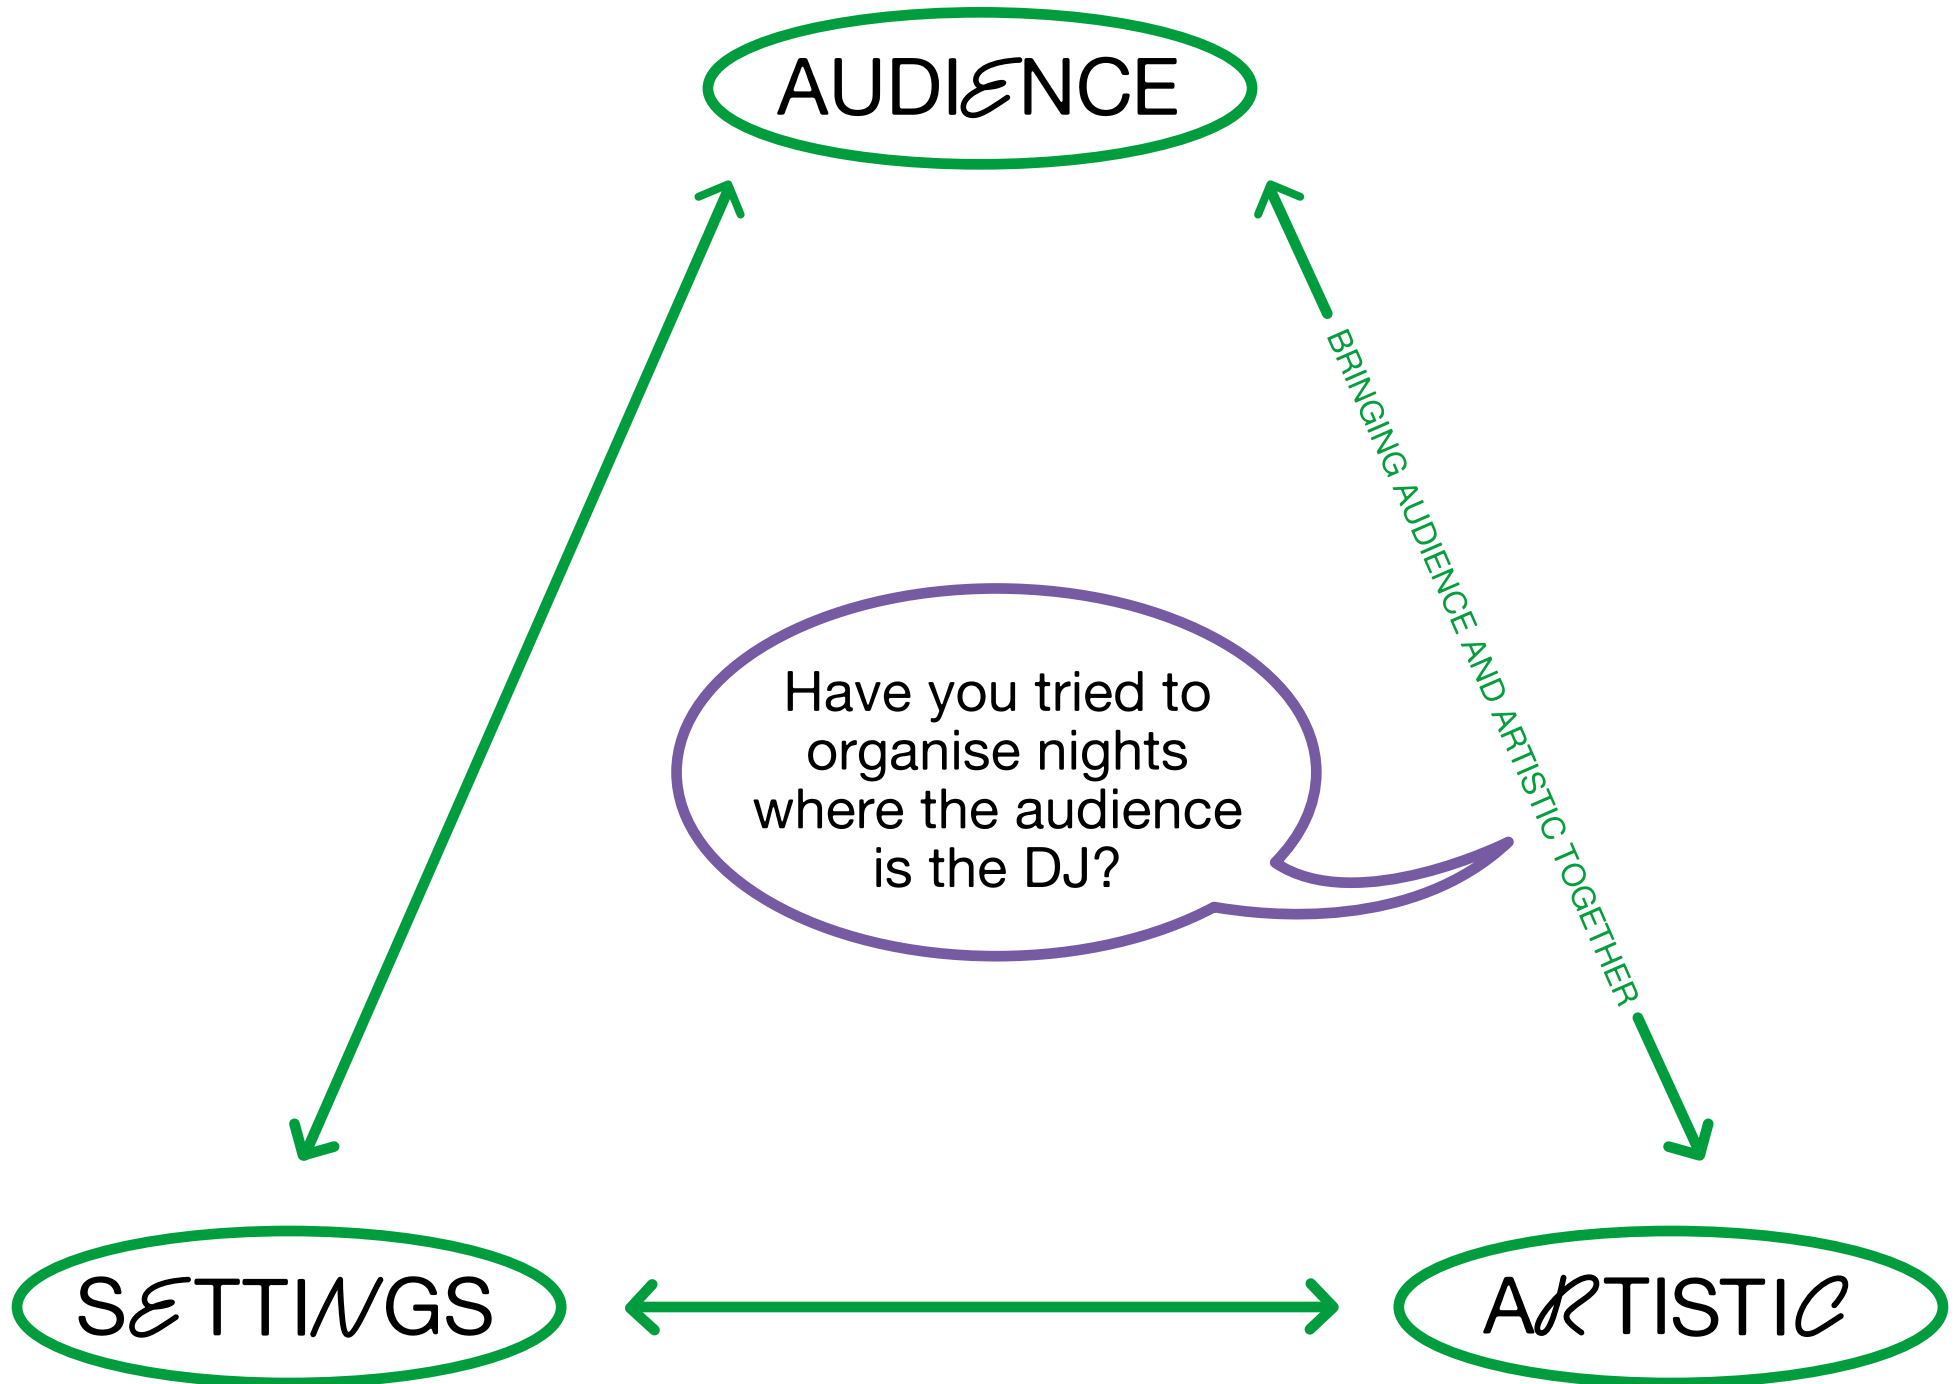 AUDIENCE
BRINGING AUDIENCE AND ARTISTIC TOGETHER
Have you tried to
organise nights
where the audience
is the DJ?
SETTINGS
ARTISTIC